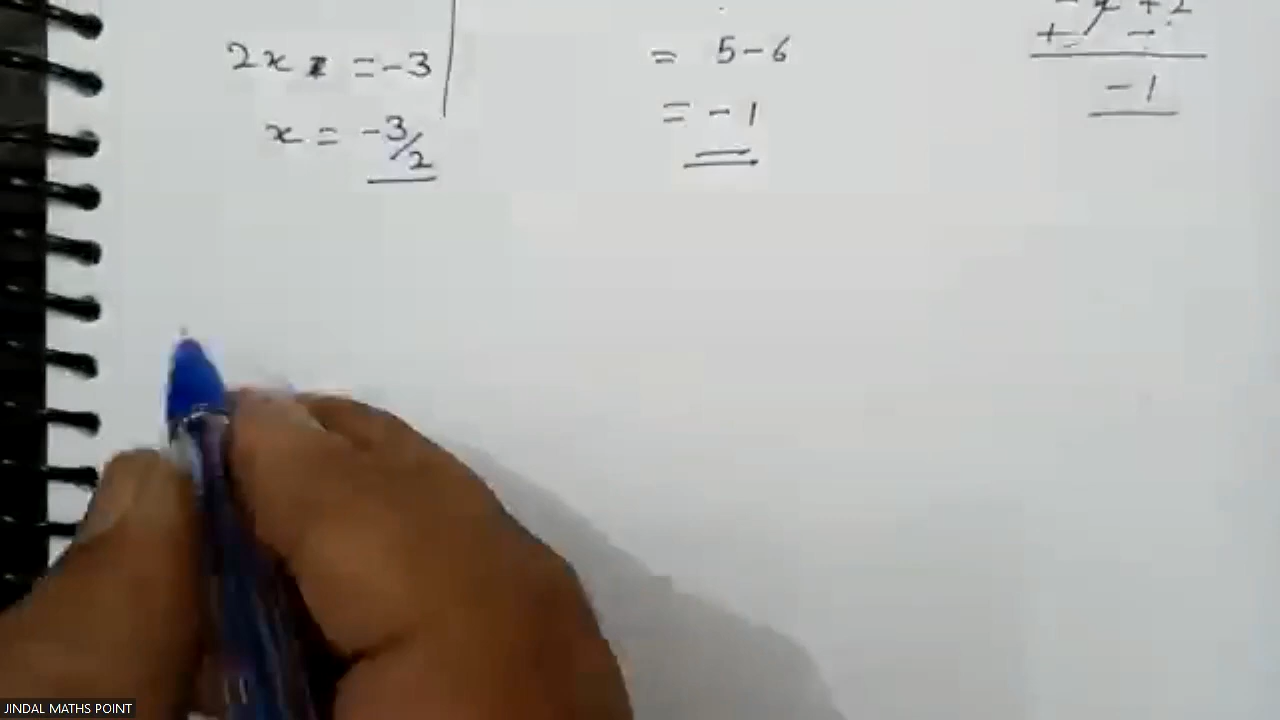 2x = -3
x = -3/2
= 5-6
= -1
+ -
-1
JINDAL MATHS POINT